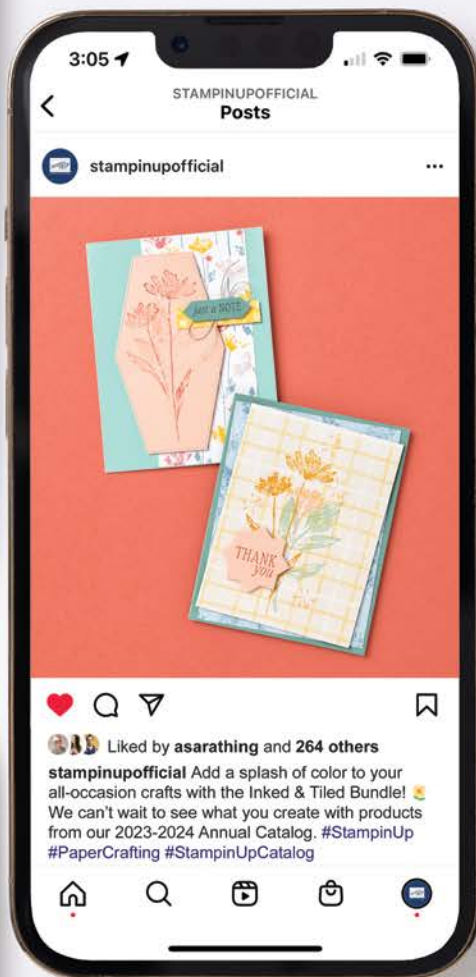 3:05
STAMPINUPOFFICIAL
Posts
stampinupofficial
just a NOTE
THANK
you
Liked by asarathing and 264 others
stampinupofficial Add a splash of color to your
all-occasion crafts with the Inked & Tiled Bundle! 🌼
We can't wait to see what you create with products
from our 2023-2024 Annual Catalog. #StampinUp
#PaperCrafting #StampinUpCatalog